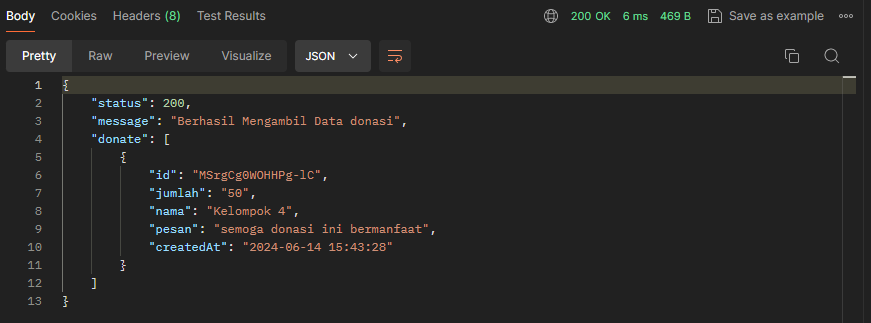 Body Cookies Headers (8) Test Results 200 OK 6 ms 469 B Save as example
Pretty Raw Preview Visualize JSON
1 {
2 "status": 200,
3 "message": "Berhasil Mengambil Data donasi",
4 "donate": [
5 {
6 "id": "MSrgCg0WOHHPg-lC",
7 "jumlah": "50",
8 "nama": "Kelompok 4",
9 "pesan": "semoga donasi ini bermanfaat",
10 "createdAt": "2024-06-14 15:43:28"
11 }
12 ]
13 }